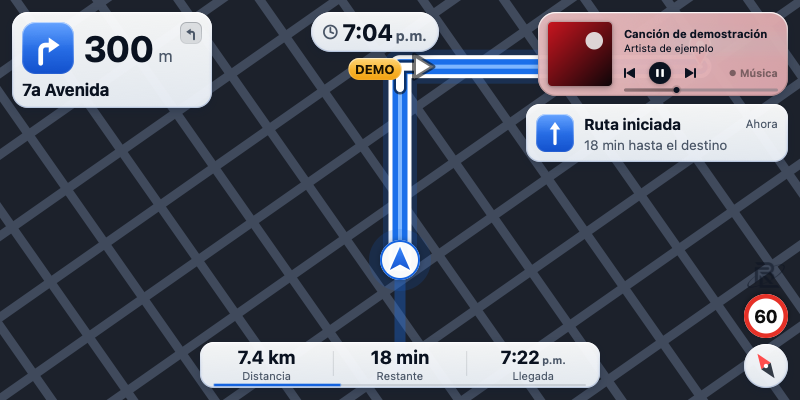 300 m
7a Avenida
7:04 p.m.
DEMO
Canción de demostración
Artista de ejemplo
Música
Ruta iniciada
Ahora
18 min hasta el destino
60
7.4 km
Distancia
18 min
Restante
7:22 p.m.
Llegada